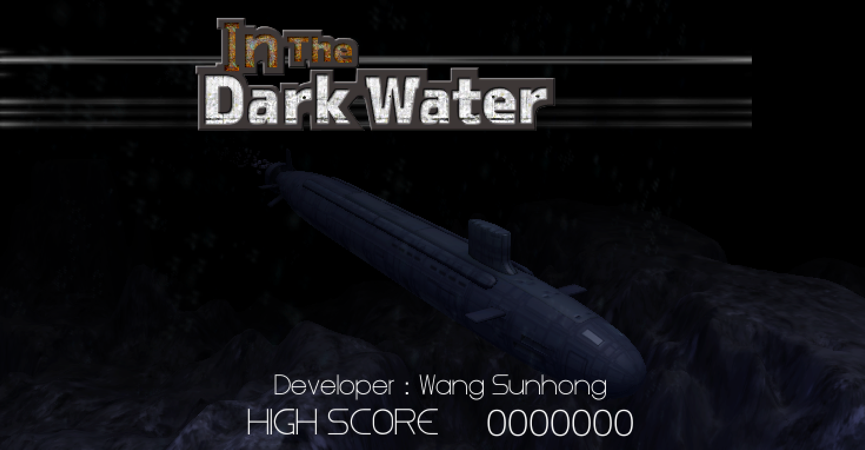 In The
Dark Water
Developer : Wang Sunhong
HIGH SCORE 0000000